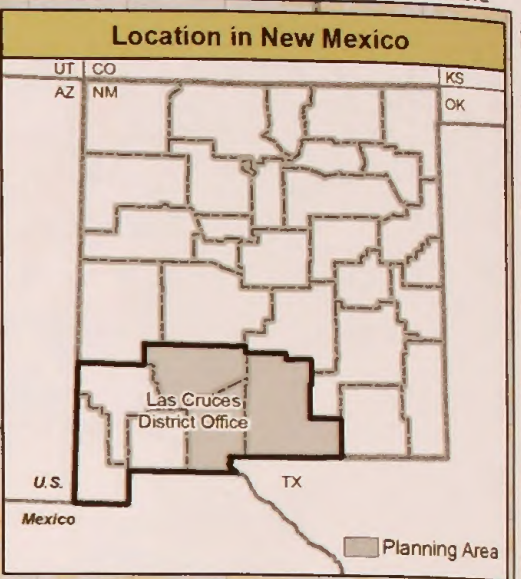 Location in New Mexico
UT CO
KS
AZ NM
OK
Las Cruces
District Office
U.S.
TX
Mexico
Planning Area